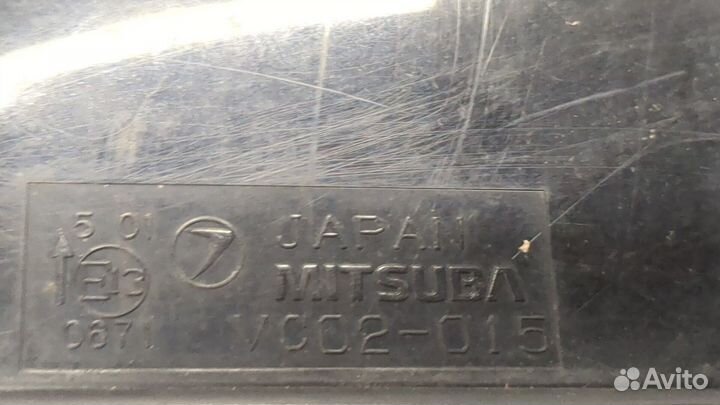 5 01
JAPAN
E13
MITSUBA
0871
VC02-015
Avito